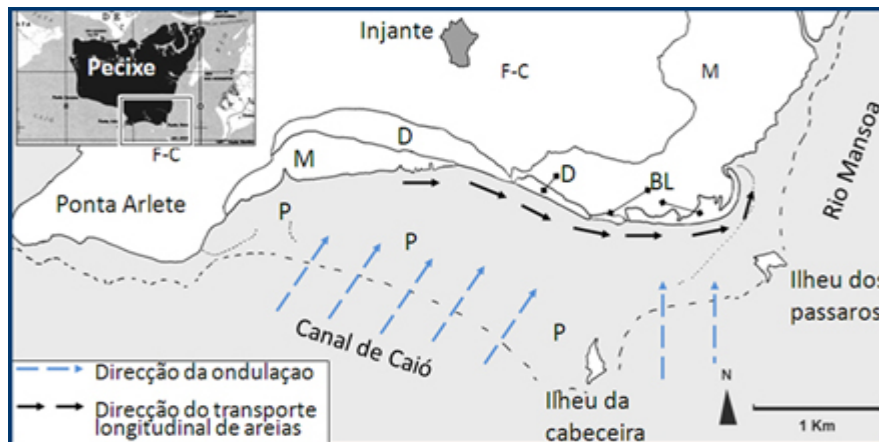 Pecixe
Injante
F-C
M
F-C
D
M
D
BL
Ponta Arlete
P
P
P
Rio Mansoa
Ilheu dos
passaros
Canal de Caió
Ilheu da
cabeceira
N
1 Km
Direcção da ondulaçao
Direcção do transporte
longitudinal de areias